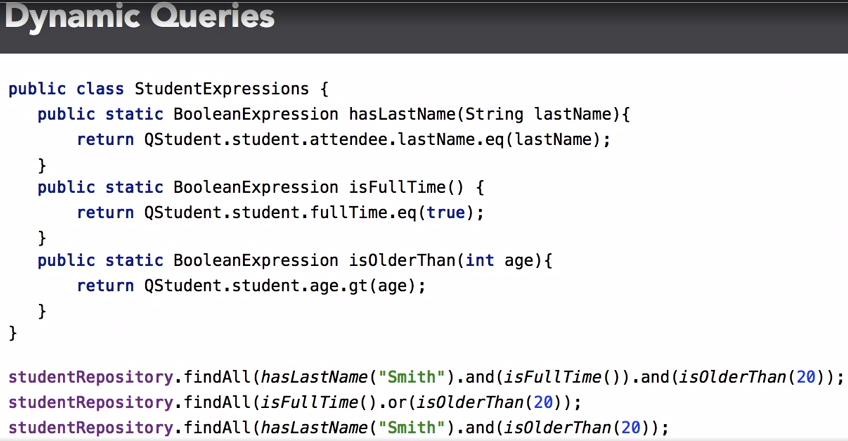 Dynamic Queries
public class StudentExpressions {
public static BooleanExpression hasLastName(String lastName){
return QStudent.student.attendee.lastName.eq(lastName);
}
public static BooleanExpression isFullTime() {
return QStudent.student.fullTime.eq(true);
}
public static BooleanExpression isOlderThan(int age){
return QStudent.student.age.gt(age);
}
}
studentRepository.findAll(hasLastName("Smith").and(isFullTime()).and(isOlderThan(20));
studentRepository.findAll(isFullTime().or(isOlderThan(20));
studentRepository.findAll(hasLastName("Smith").and(isOlderThan(20));